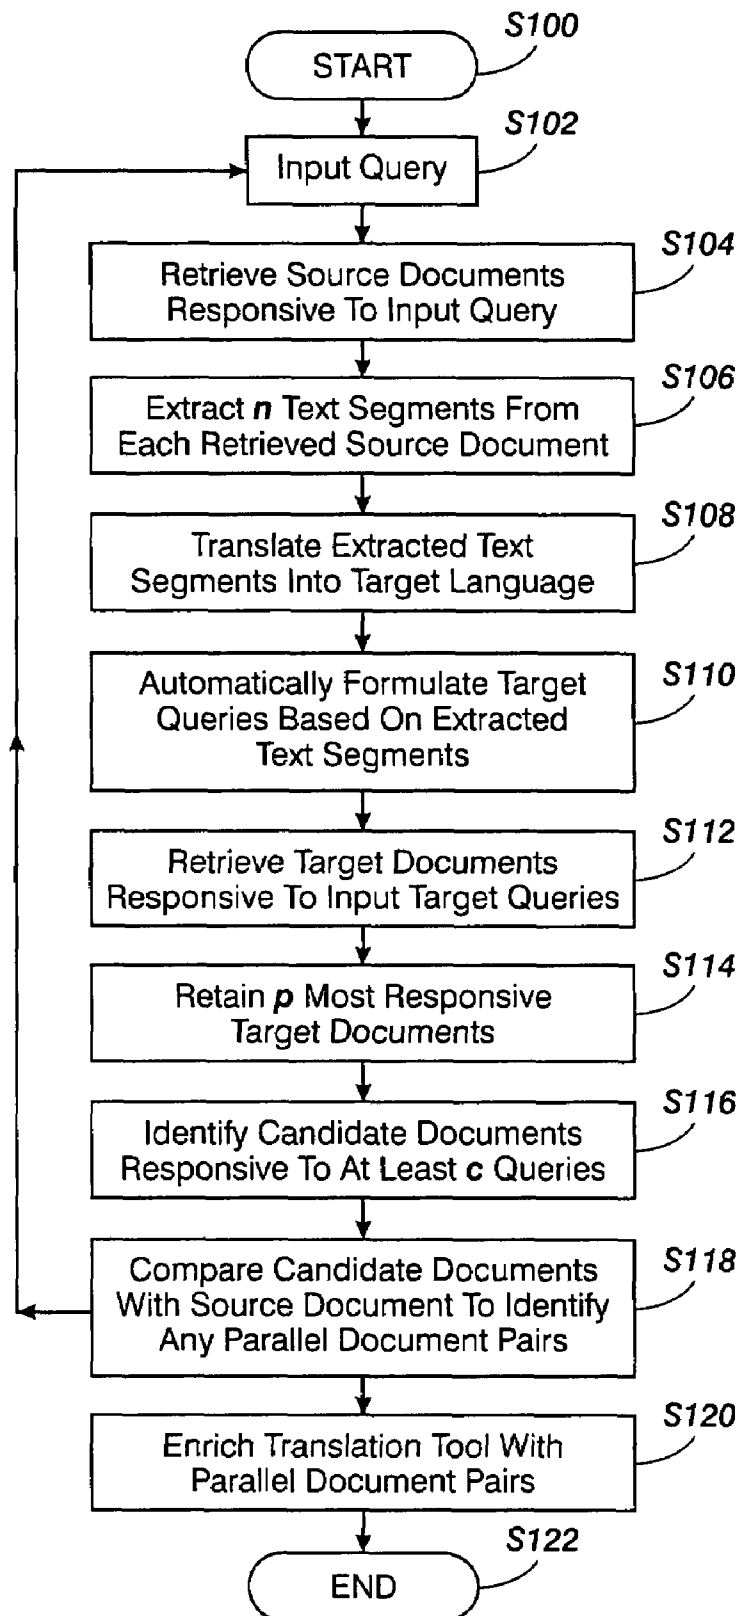 S100
START
S102
Input Query
S104
Retrieve Source Documents
Responsive To Input Query
S106
Extract n Text Segments From
Each Retrieved Source Document
S108
Translate Extracted Text
Segments Into Target Language
S110
Automatically Formulate Target
Queries Based On Extracted
Text Segments
S112
Retrieve Target Documents
Responsive To Input Target Queries
S114
Retain p Most Responsive
Target Documents
S116
Identify Candidate Documents
Responsive To At Least c Queries
S118
Compare Candidate Documents
With Source Document To Identify
Any Parallel Document Pairs
S120
Enrich Translation Tool With
Parallel Document Pairs
S122
END